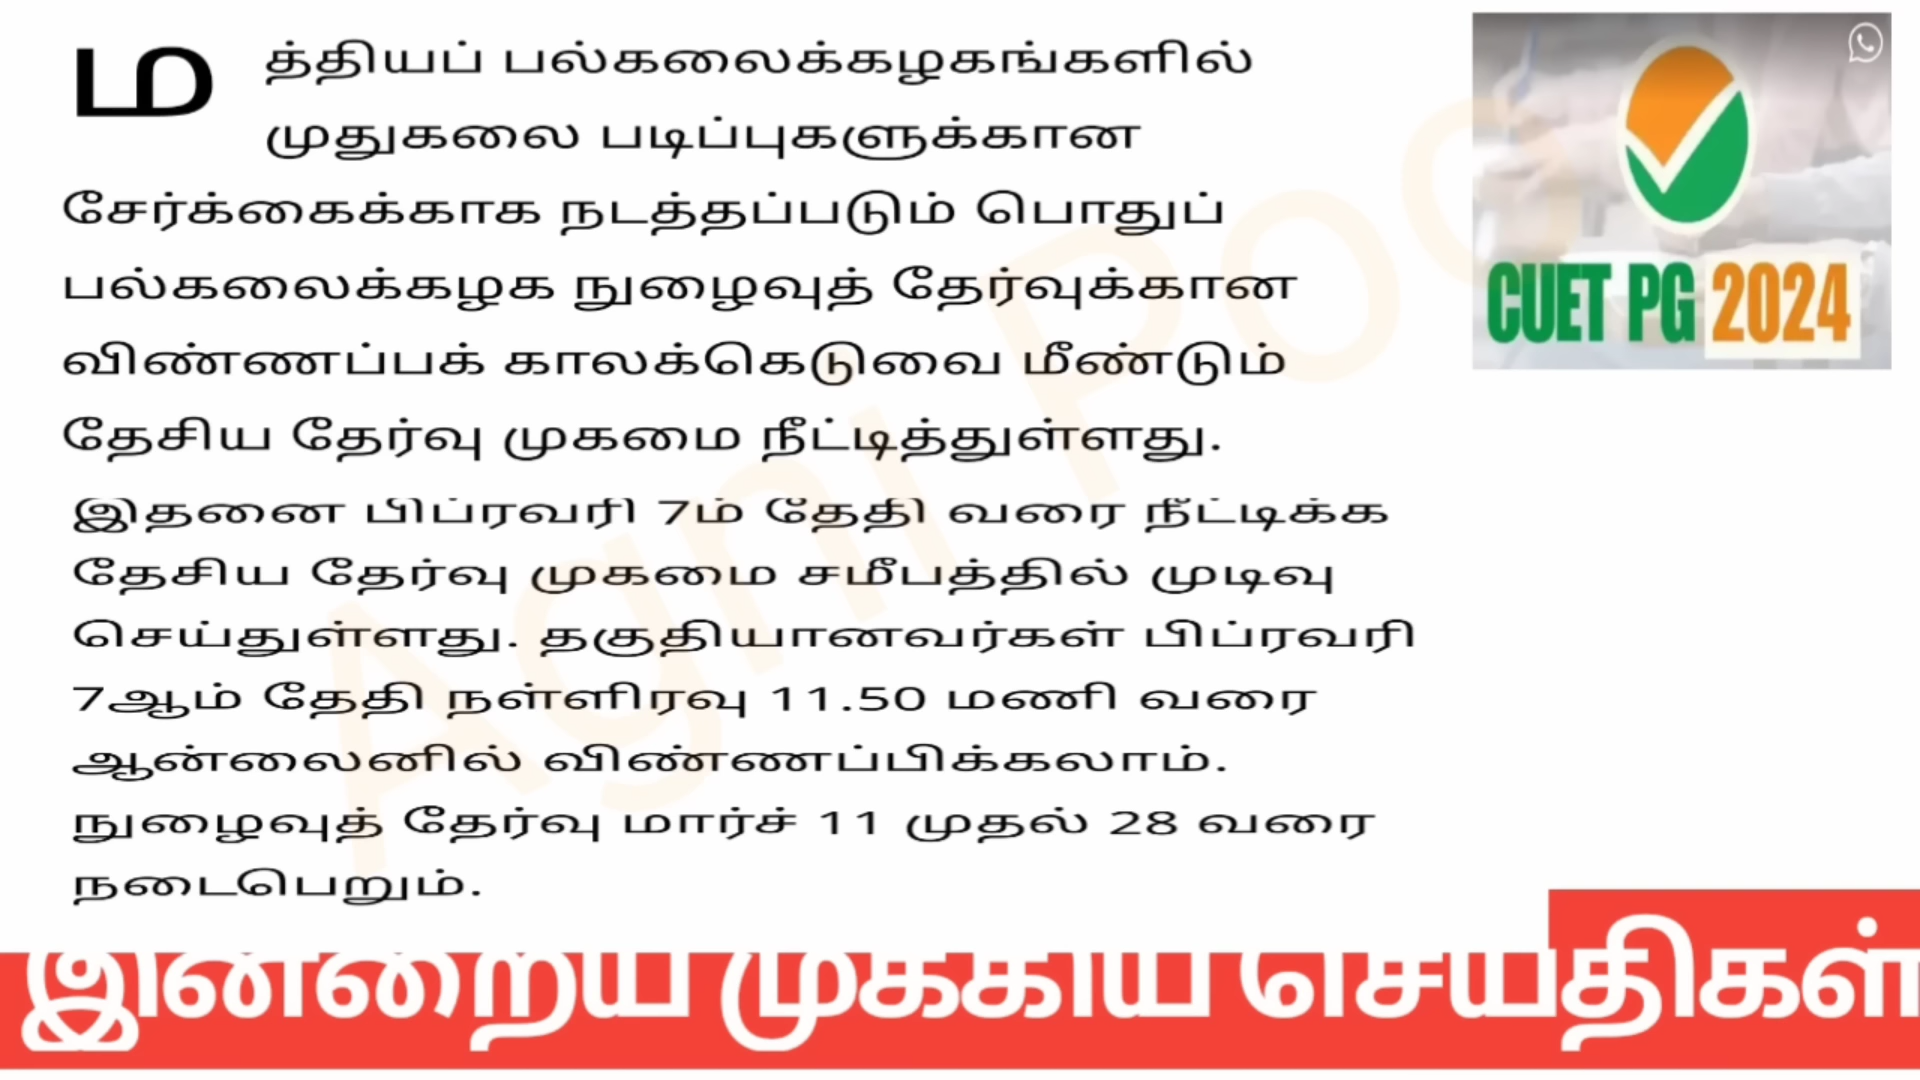 மத்தியப் பல்கலைக்கழகங்களில்
முதுகலை படிப்புகளுக்கான
சேர்க்கைக்காக நடத்தப்படும் பொதுப்
பல்கலைக்கழக நுழைவுத் தேர்வுக்கான
விண்ணப்பக் காலக்கெடுவை மீண்டும்
தேசிய தேர்வு முகமை நீட்டித்துள்ளது.
இதனை பிப்ரவரி 7ம் தேதி வரை நீட்டிக்க
தேசிய தேர்வு முகமை சமீபத்தில் முடிவு
செய்துள்ளது. தகுதியானவர்கள் பிப்ரவரி
7ஆம் தேதி நள்ளிரவு 11.50 மணி வரை
ஆன்லைனில் விண்ணப்பிக்கலாம்.
நுழைவுத் தேர்வு மார்ச் 11 முதல் 28 வரை
நடைபெறும்.
CUET PG 2024
இன்றைய முக்கிய செய்திகள்
Agni